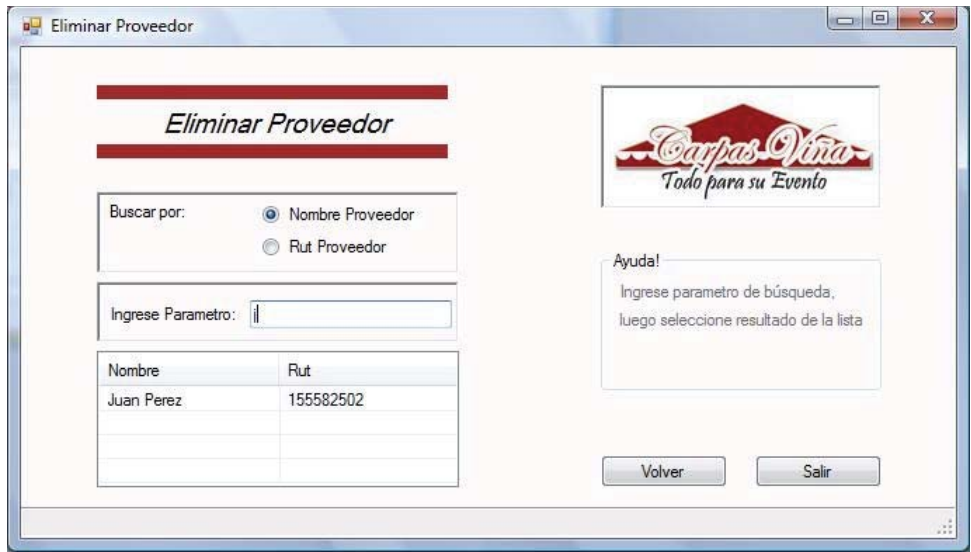 Eliminar Proveedor
Eliminar Proveedor
Carpas Viña
Todo para su Evento
Buscar por:
Nombre Proveedor
Rut Proveedor
Ingrese Parametro:
j
Nombre Rut
Juan Perez 155582502
Ayuda!
Ingrese parametro de búsqueda,
luego seleccione resultado de la lista
Volver
Salir